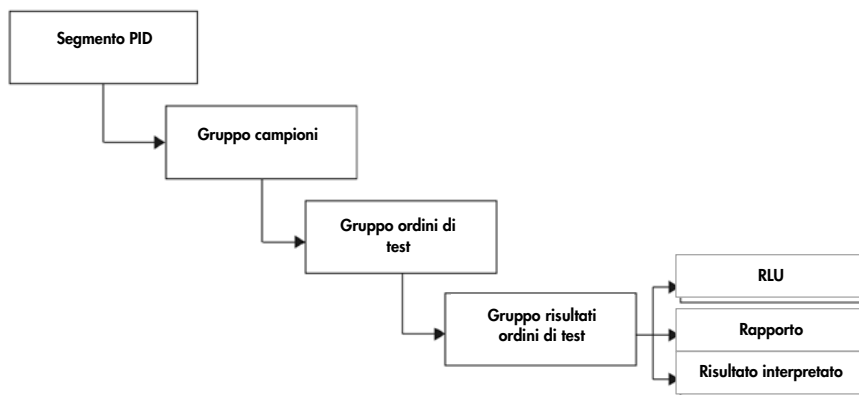 Segmento PID
Gruppo campioni
Gruppo ordini di
test
Gruppo risultati
ordini di test
RLU
Rapporto
Risultato interpretato